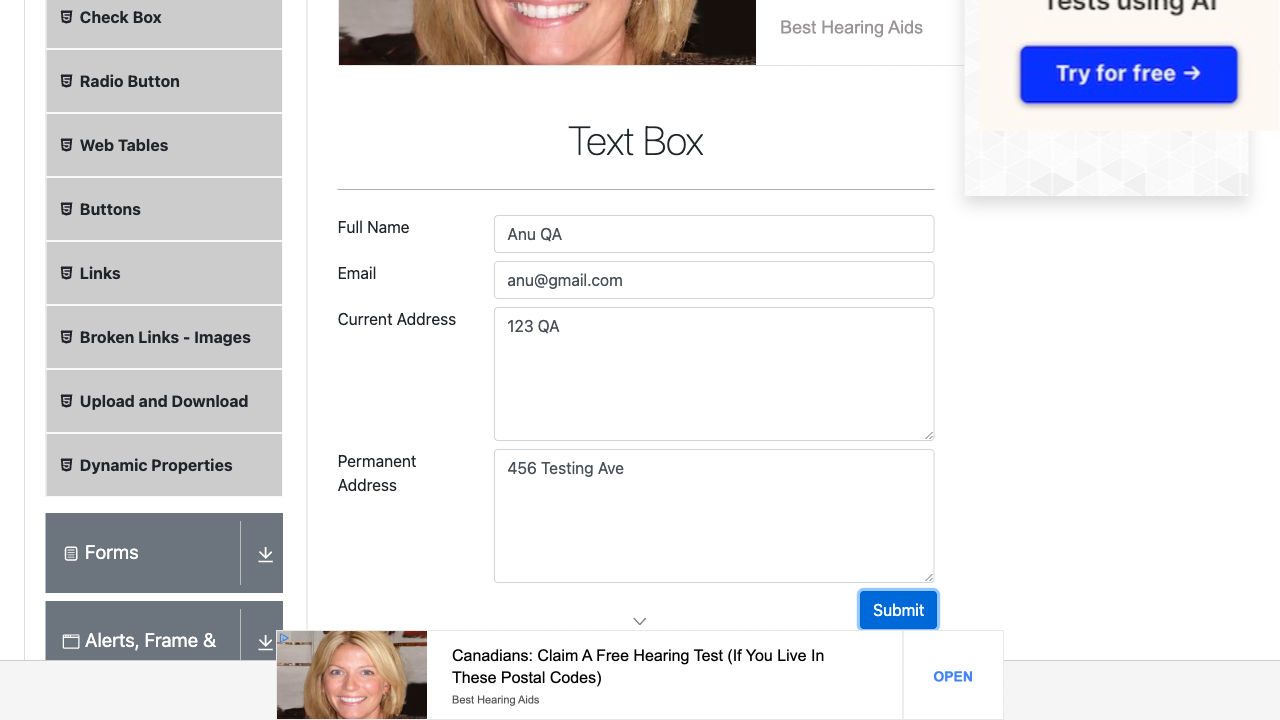 Check Box
Radio Button
Web Tables
Buttons
Links
Broken Links - Images
Upload and Download
Dynamic Properties
Forms
Alerts, Frame &
Best Hearing Aids
Tests using AI
Try for free →
Text Box
Full Name
Anu QA
Email
anu@gmail.com
Current Address
123 QA
Permanent
Address
456 Testing Ave
Submit
Canadians: Claim A Free Hearing Test (If You Live In
These Postal Codes)
Best Hearing Aids
OPEN